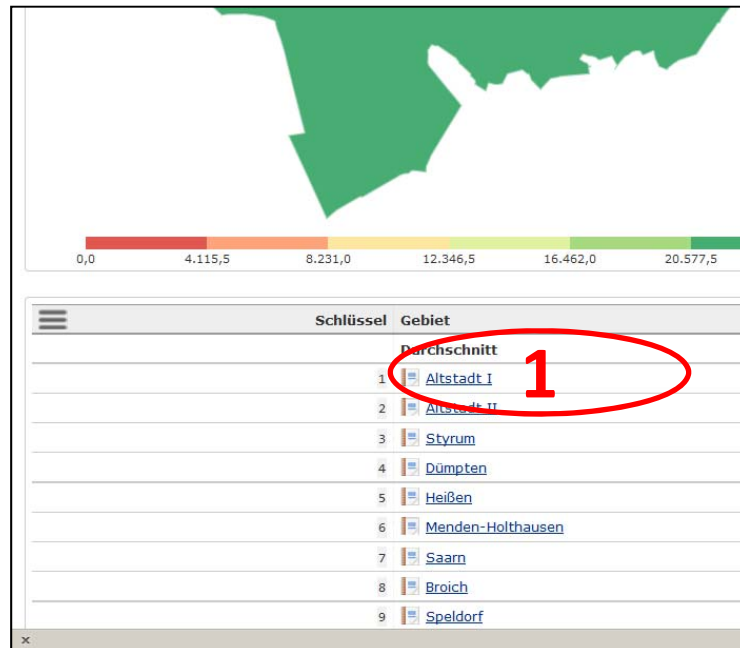 0,0 4.115,5 8.231,0 12.346,5 16.462,0 20.577,5
Schlüssel Gebiet
Durchschnitt
1 Altstadt I 1
2 Altstadt II
3 Styrum
4 Dümpten
5 Heißen
6 Menden-Holthausen
7 Saarn
8 Broich
9 Speldorf
x